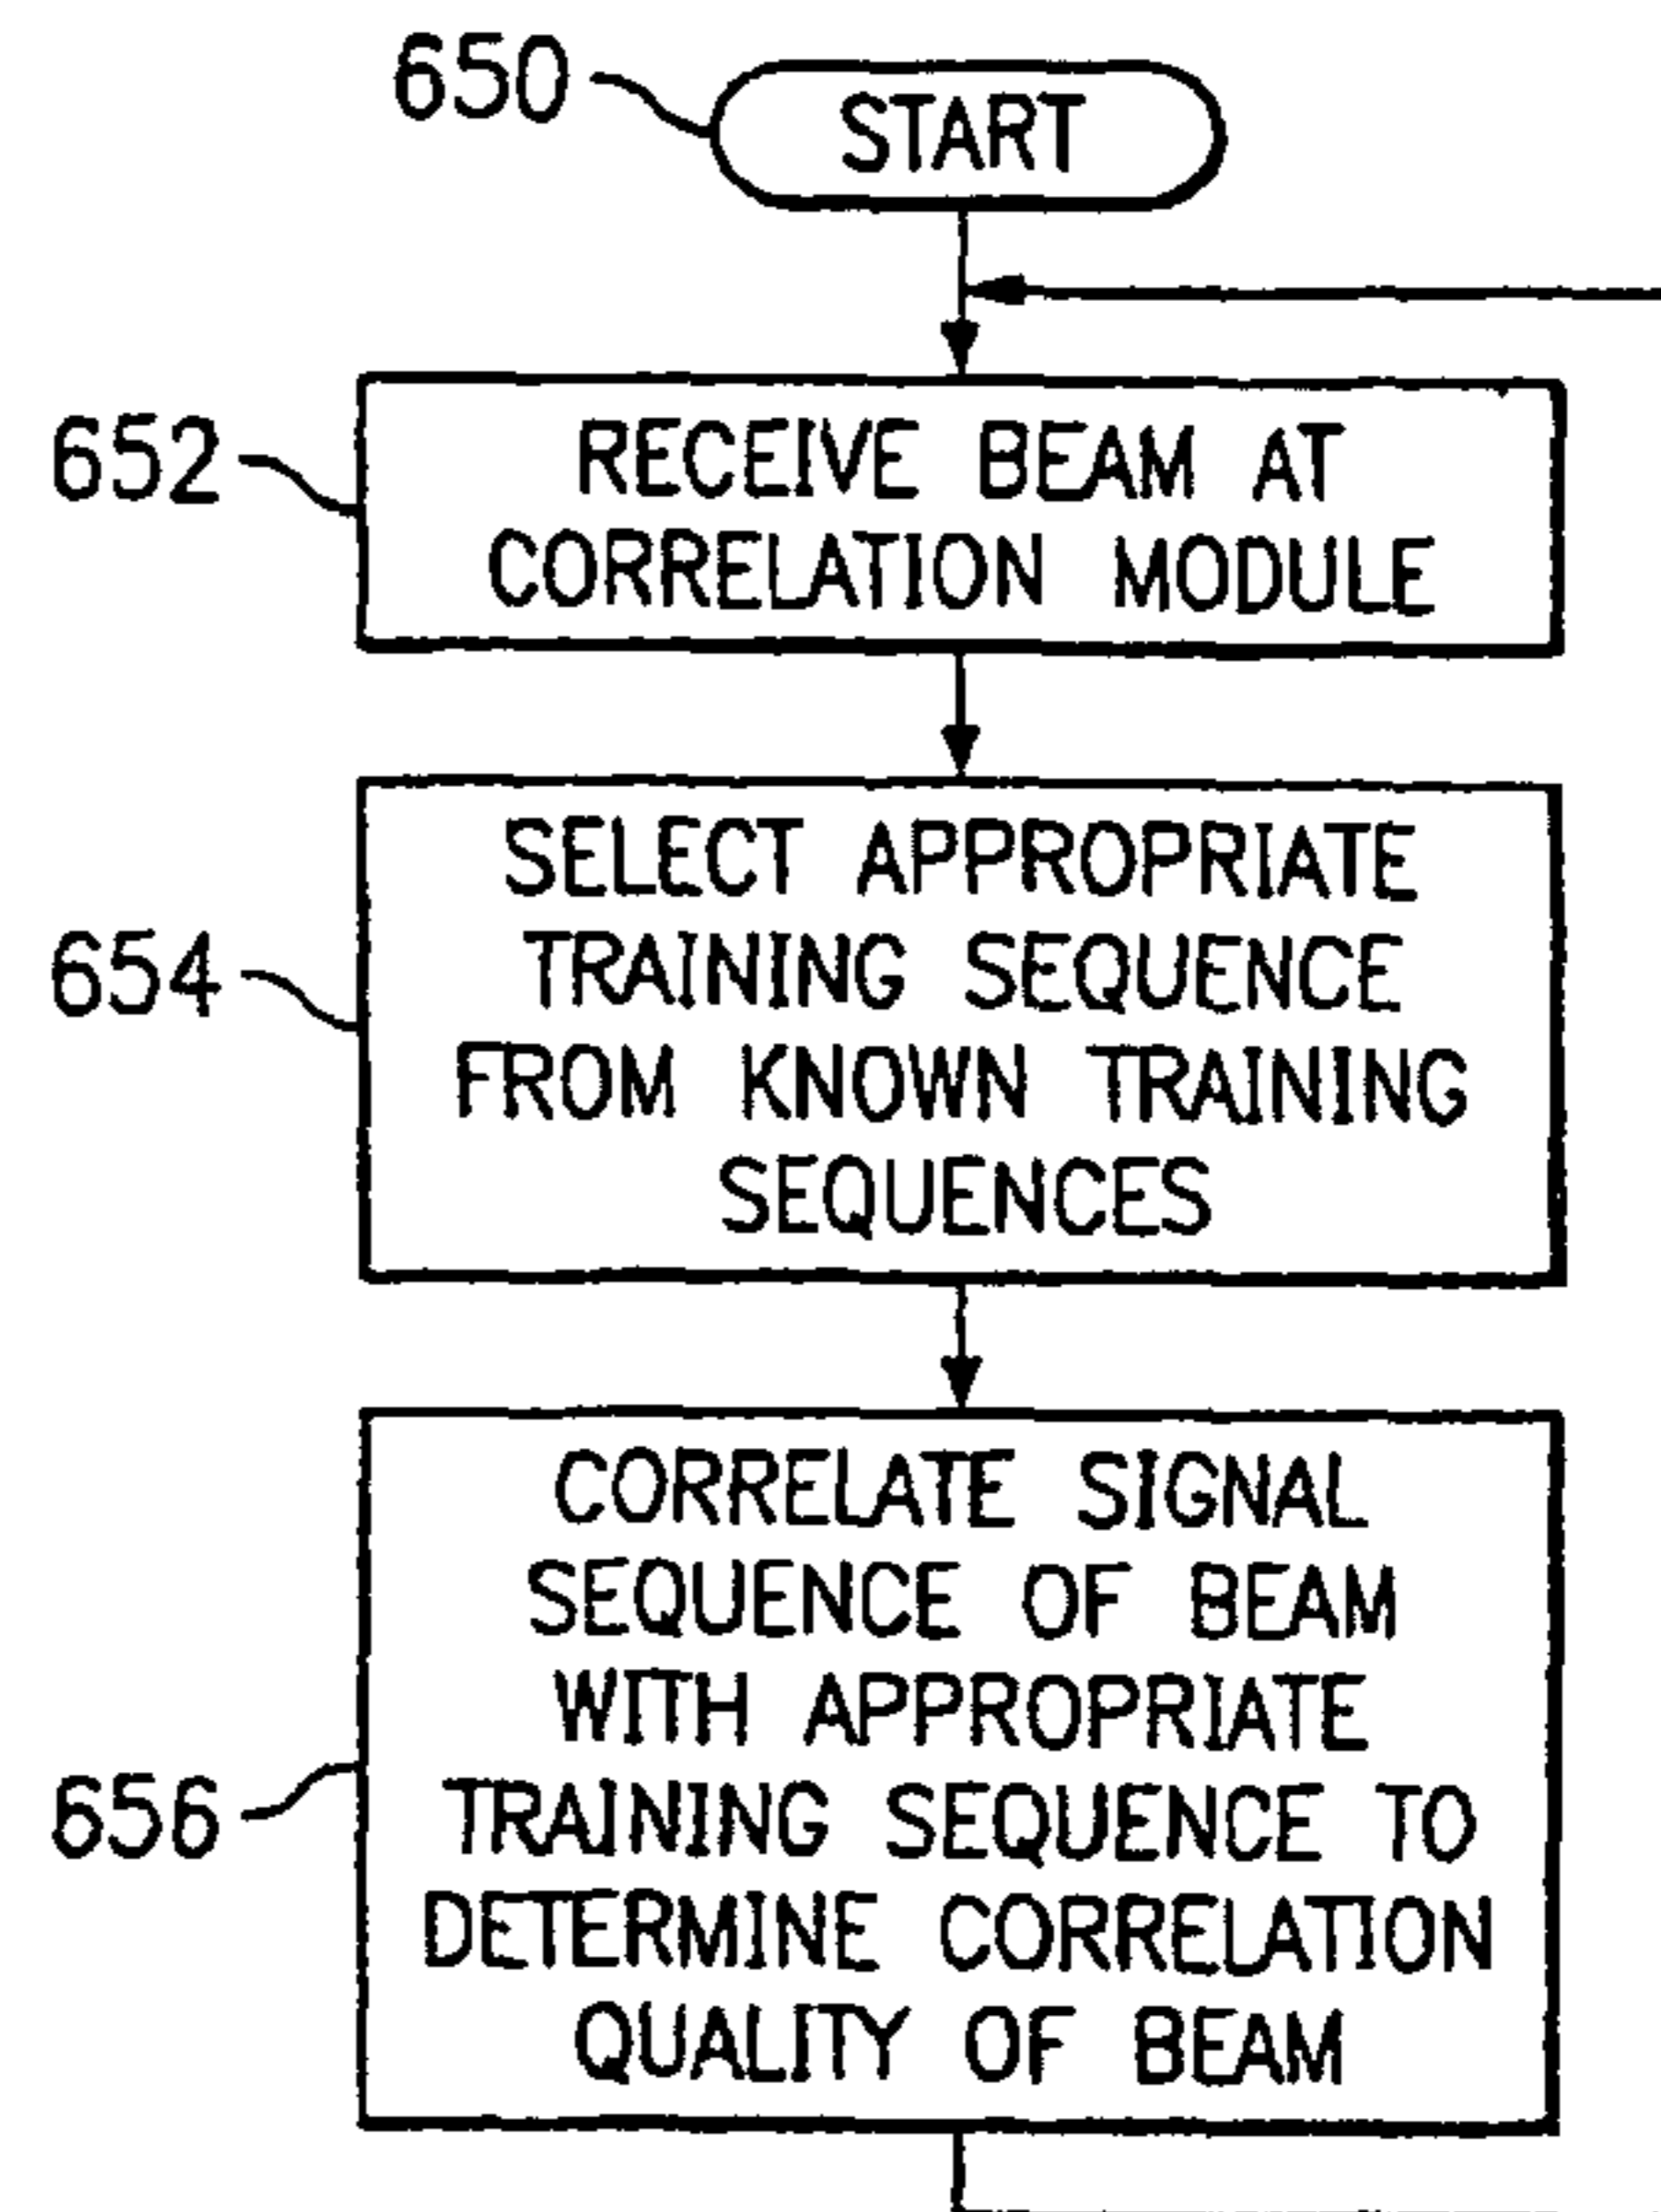 650
START
652
RECEIVE BEAM AT
CORRELATION MODULE
654
SELECT APPROPRIATE
TRAINING SEQUENCE
FROM KNOWN TRAINING
SEQUENCES
656
CORRELATE SIGNAL
SEQUENCE OF BEAM
WITH APPROPRIATE
TRAINING SEQUENCE TO
DETERMINE CORRELATION
QUALITY OF BEAM